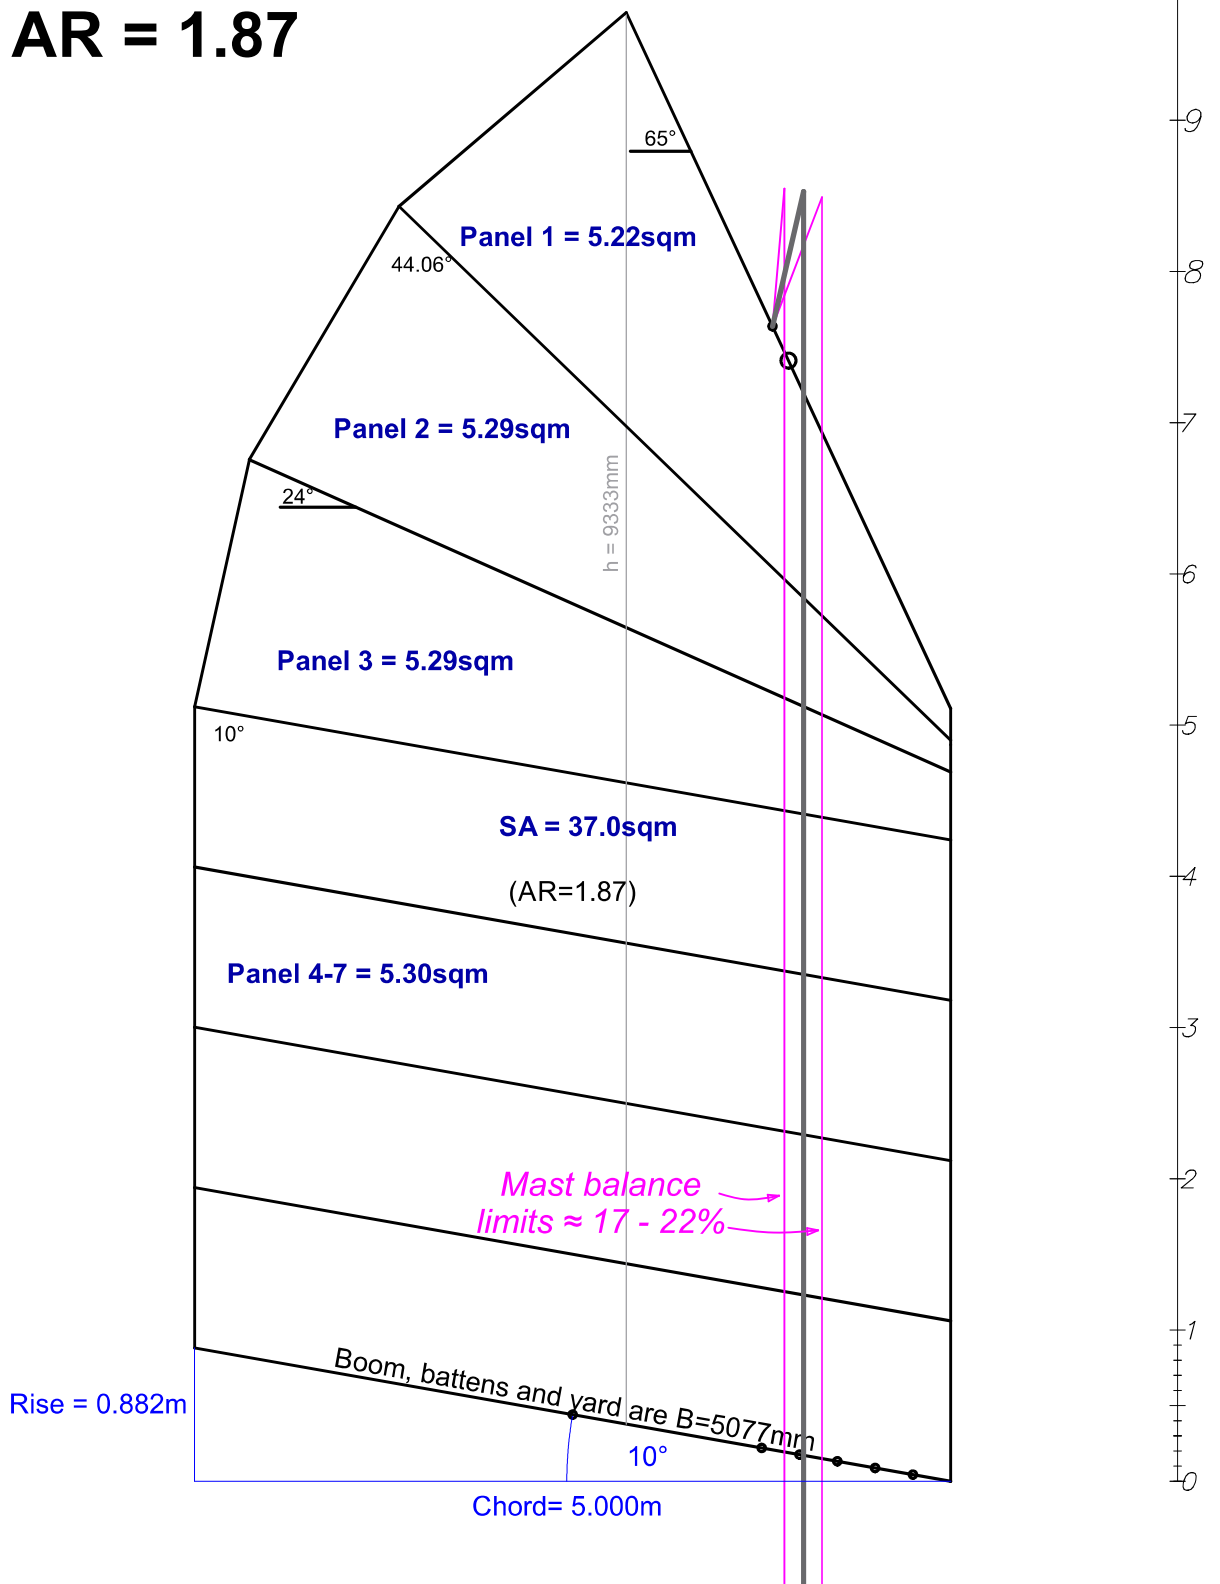 AR = 1.87
9
65°
Panel 1 = 5.22sqm
44.06°
8
7
Panel 2 = 5.29sqm
h = 9333mm
24°
6
Panel 3 = 5.29sqm
10°
5
SA = 37.0sqm
(AR=1.87)
4
Panel 4-7 = 5.30sqm
3
Mast balance
limits ≈ 17 - 22%
2
1
Boom, battens and yard are B=5077mm
Rise = 0.882m
10°
0
Chord= 5.000m